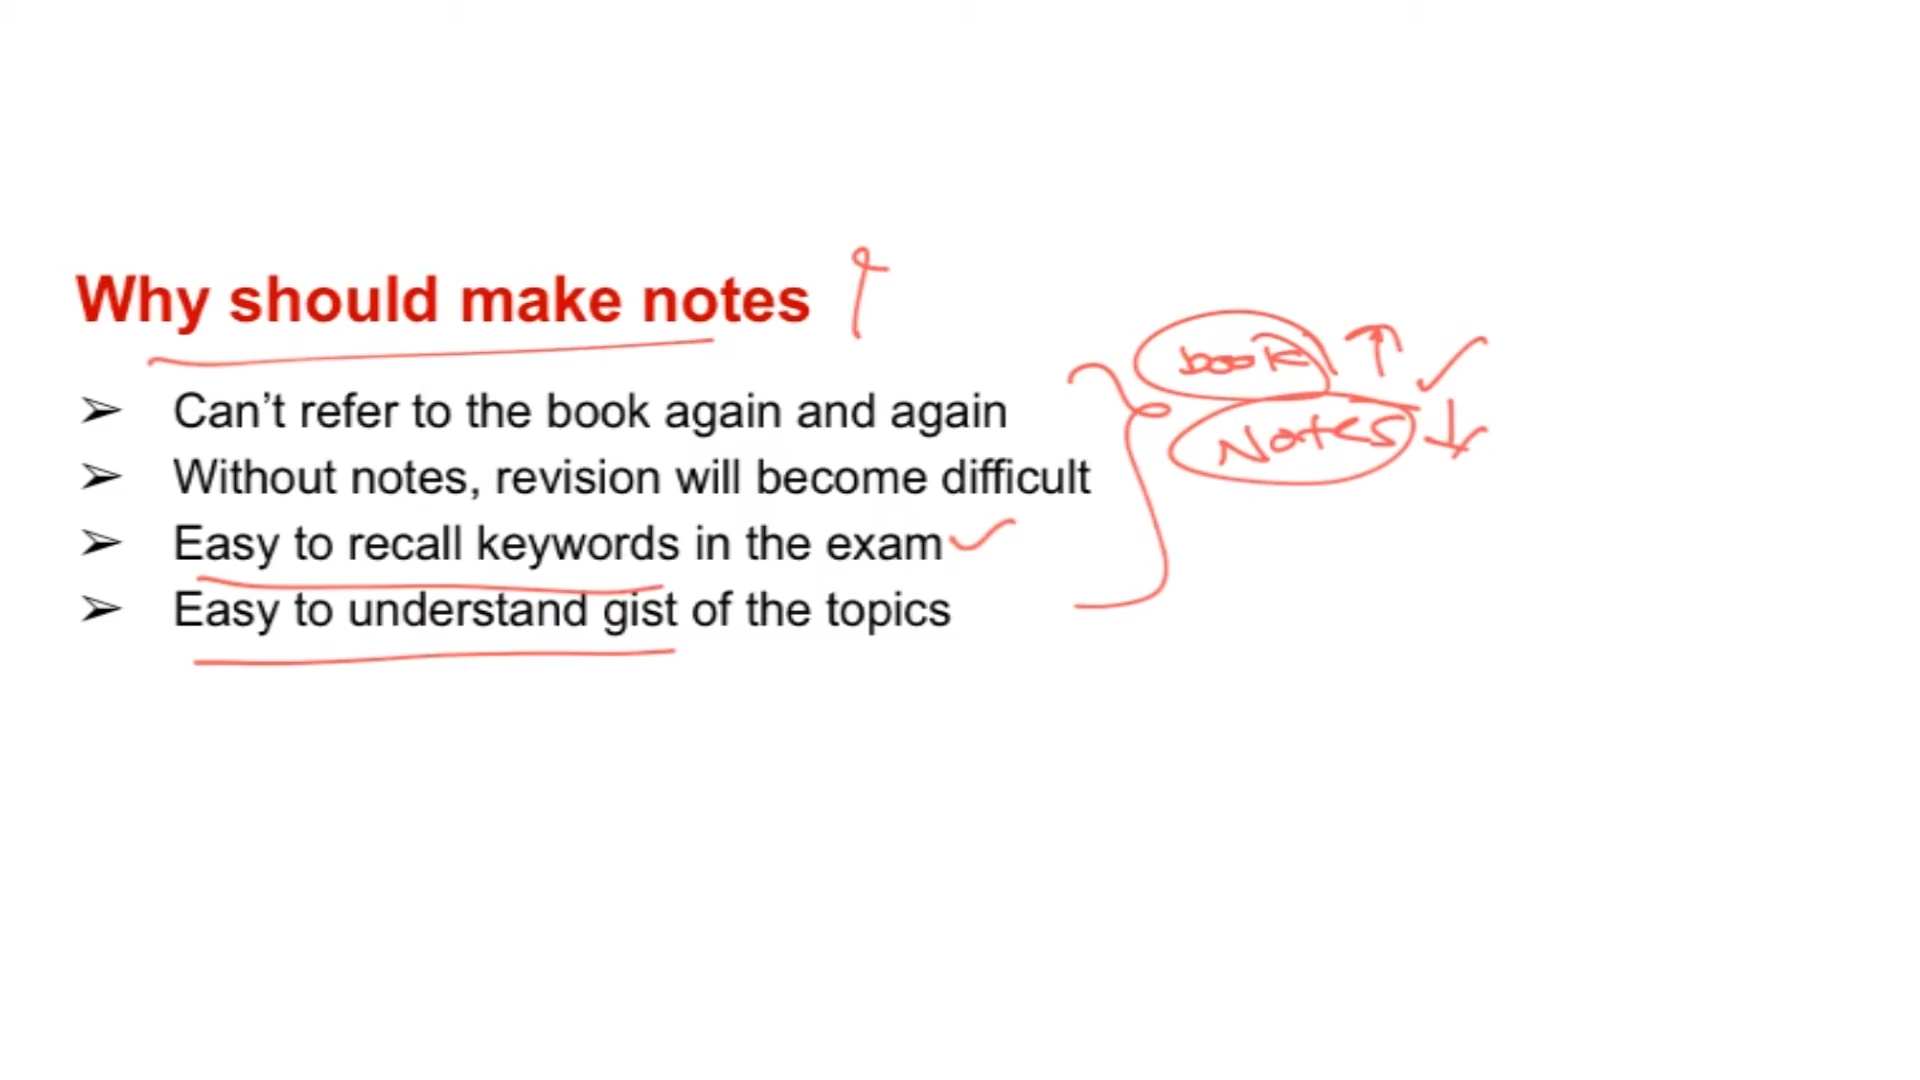 Why should make notes
➢ Can’t refer to the book again and again
➢ Without notes, revision will become difficult
➢ Easy to recall keywords in the exam
➢ Easy to understand gist of the topics
book
Notes